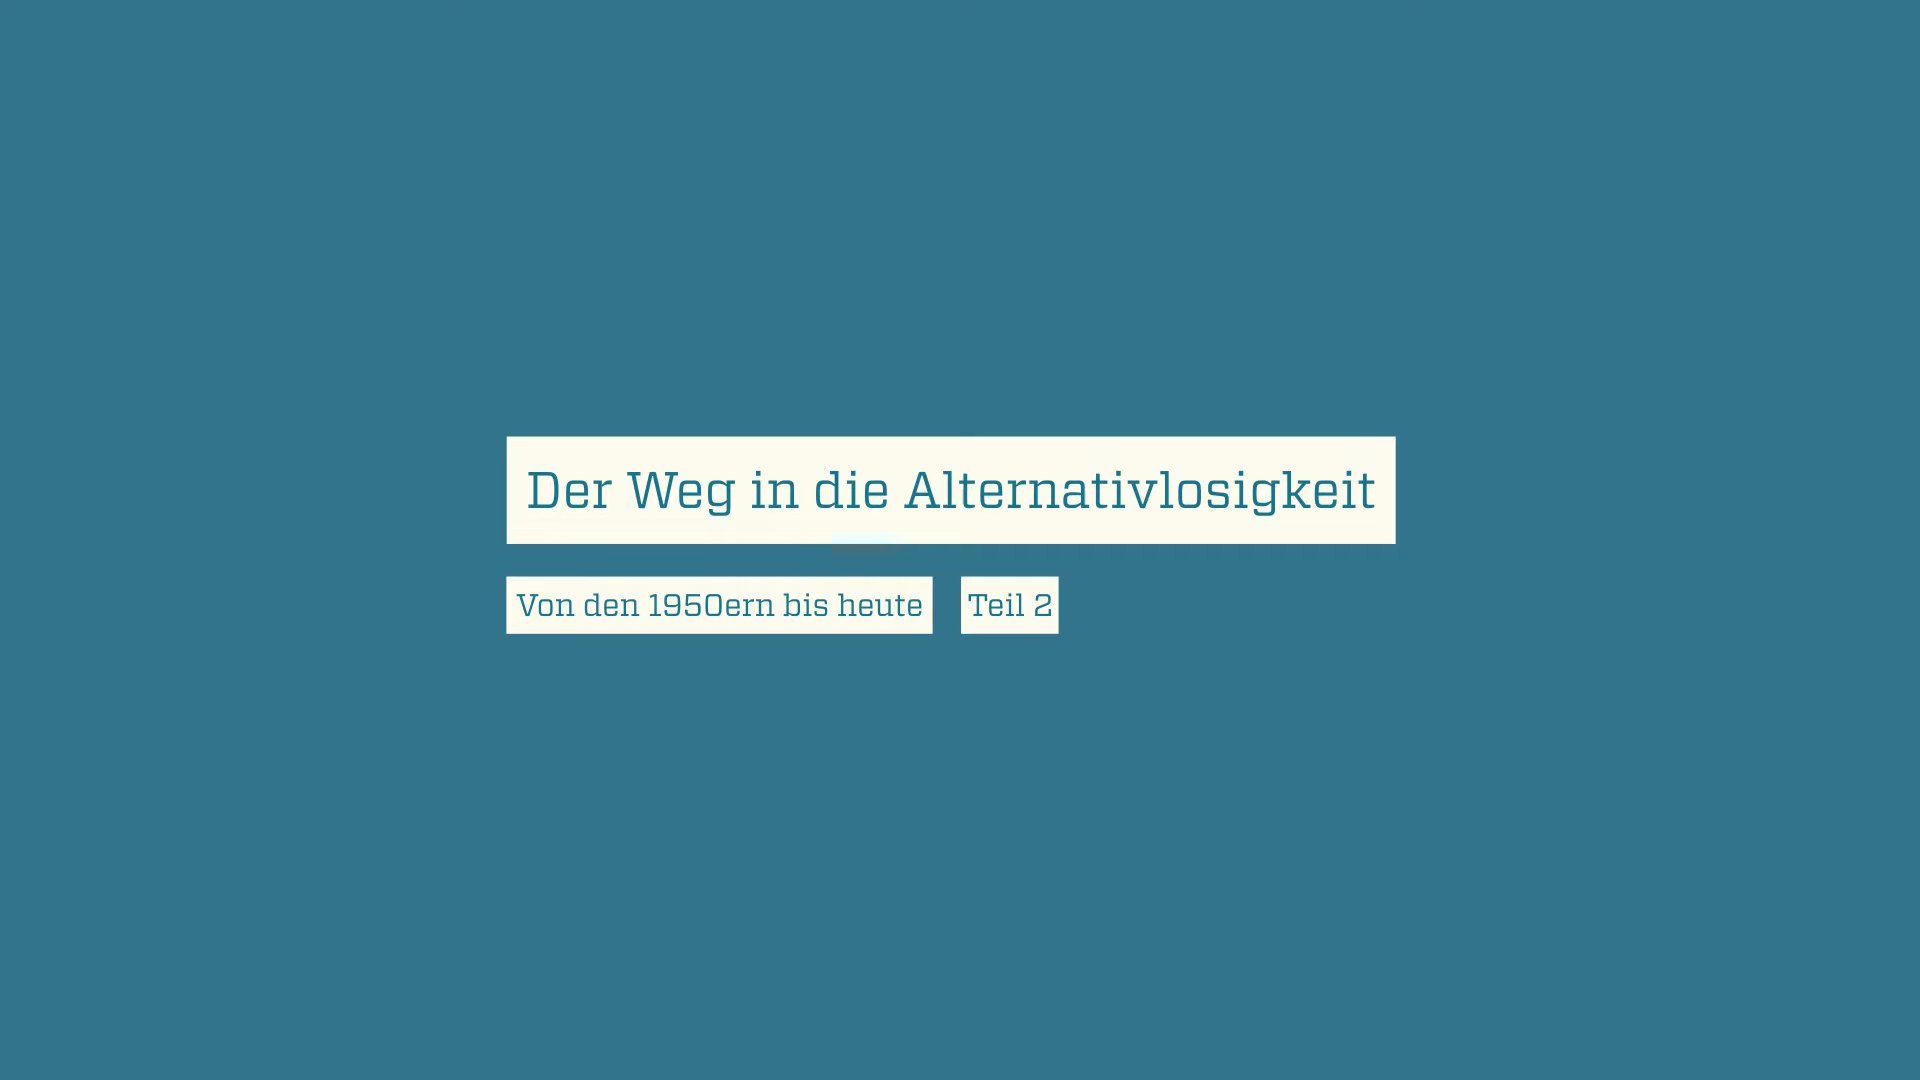 Der Weg in die Alternativlosigkeit
Von den 1950ern bis heute Teil 2